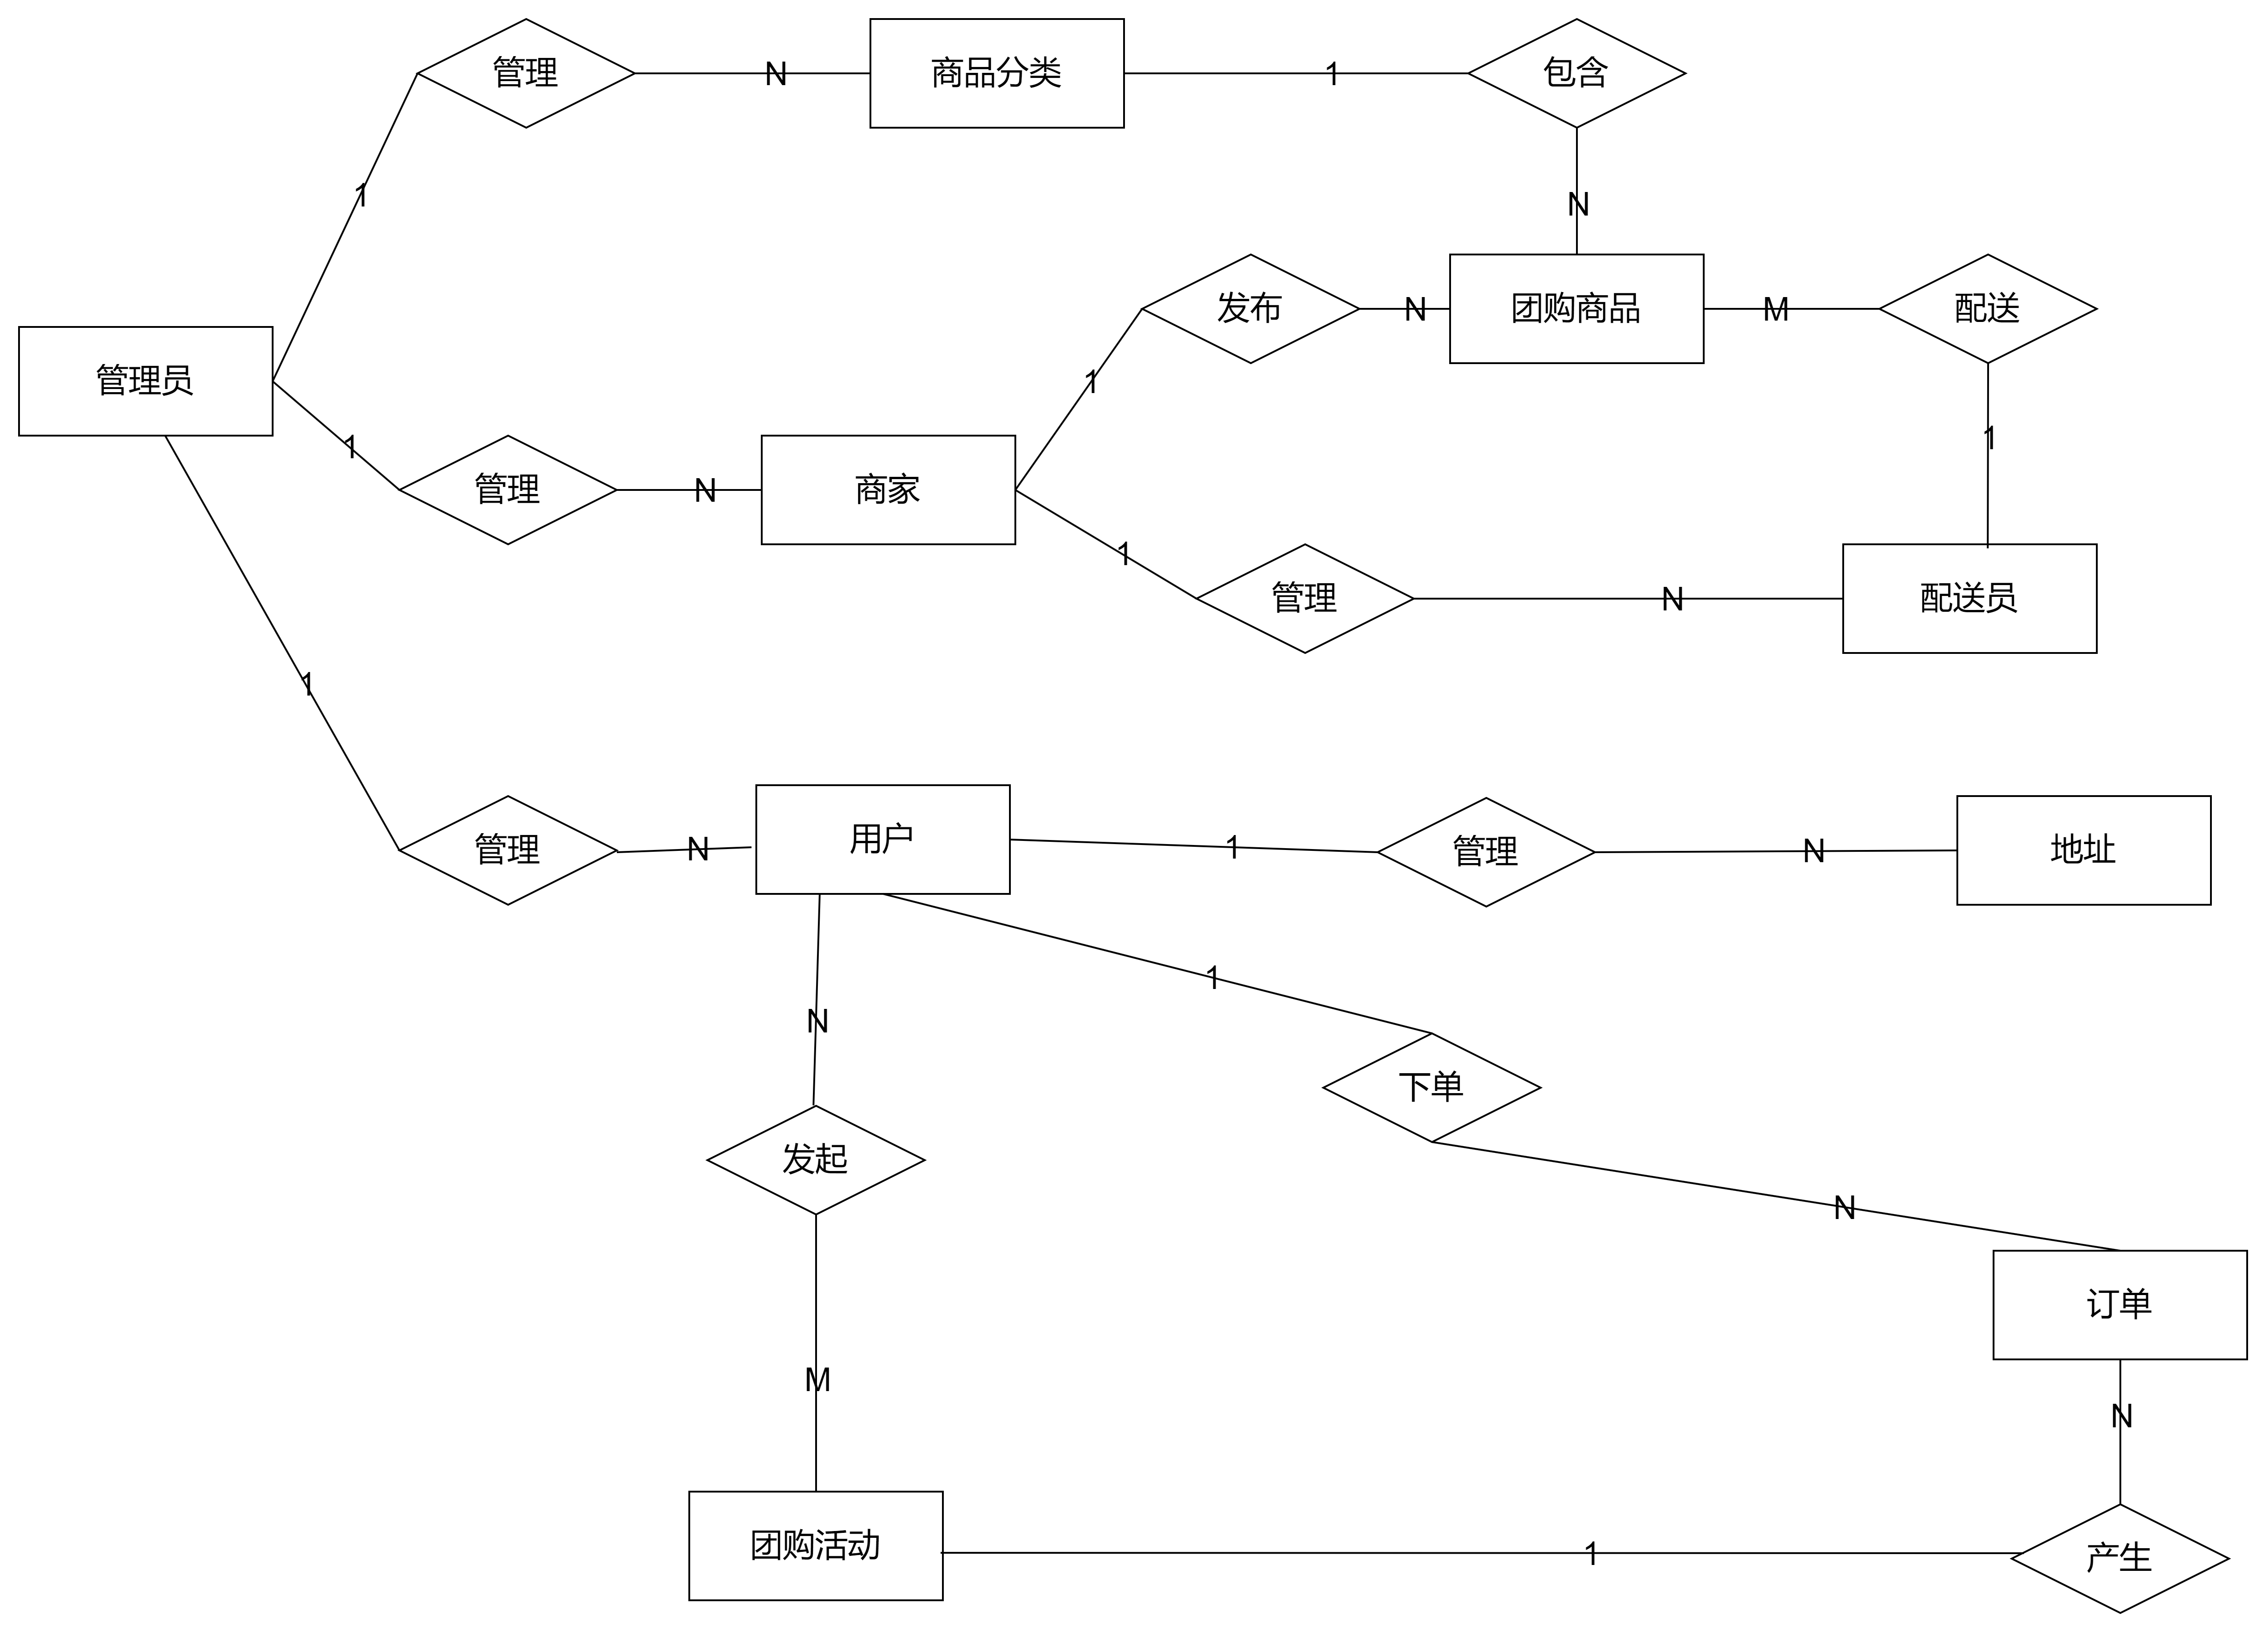 管理
N
商品分类
1
包含
1
N
发布
N
团购商品
M
配送
管理员
1
1
1
管理
N
商家
1
管理
N
配送员
1
管理
N
用户
1
管理
N
地址
1
N
下单
发起
N
订单
M
N
团购活动
1
产生